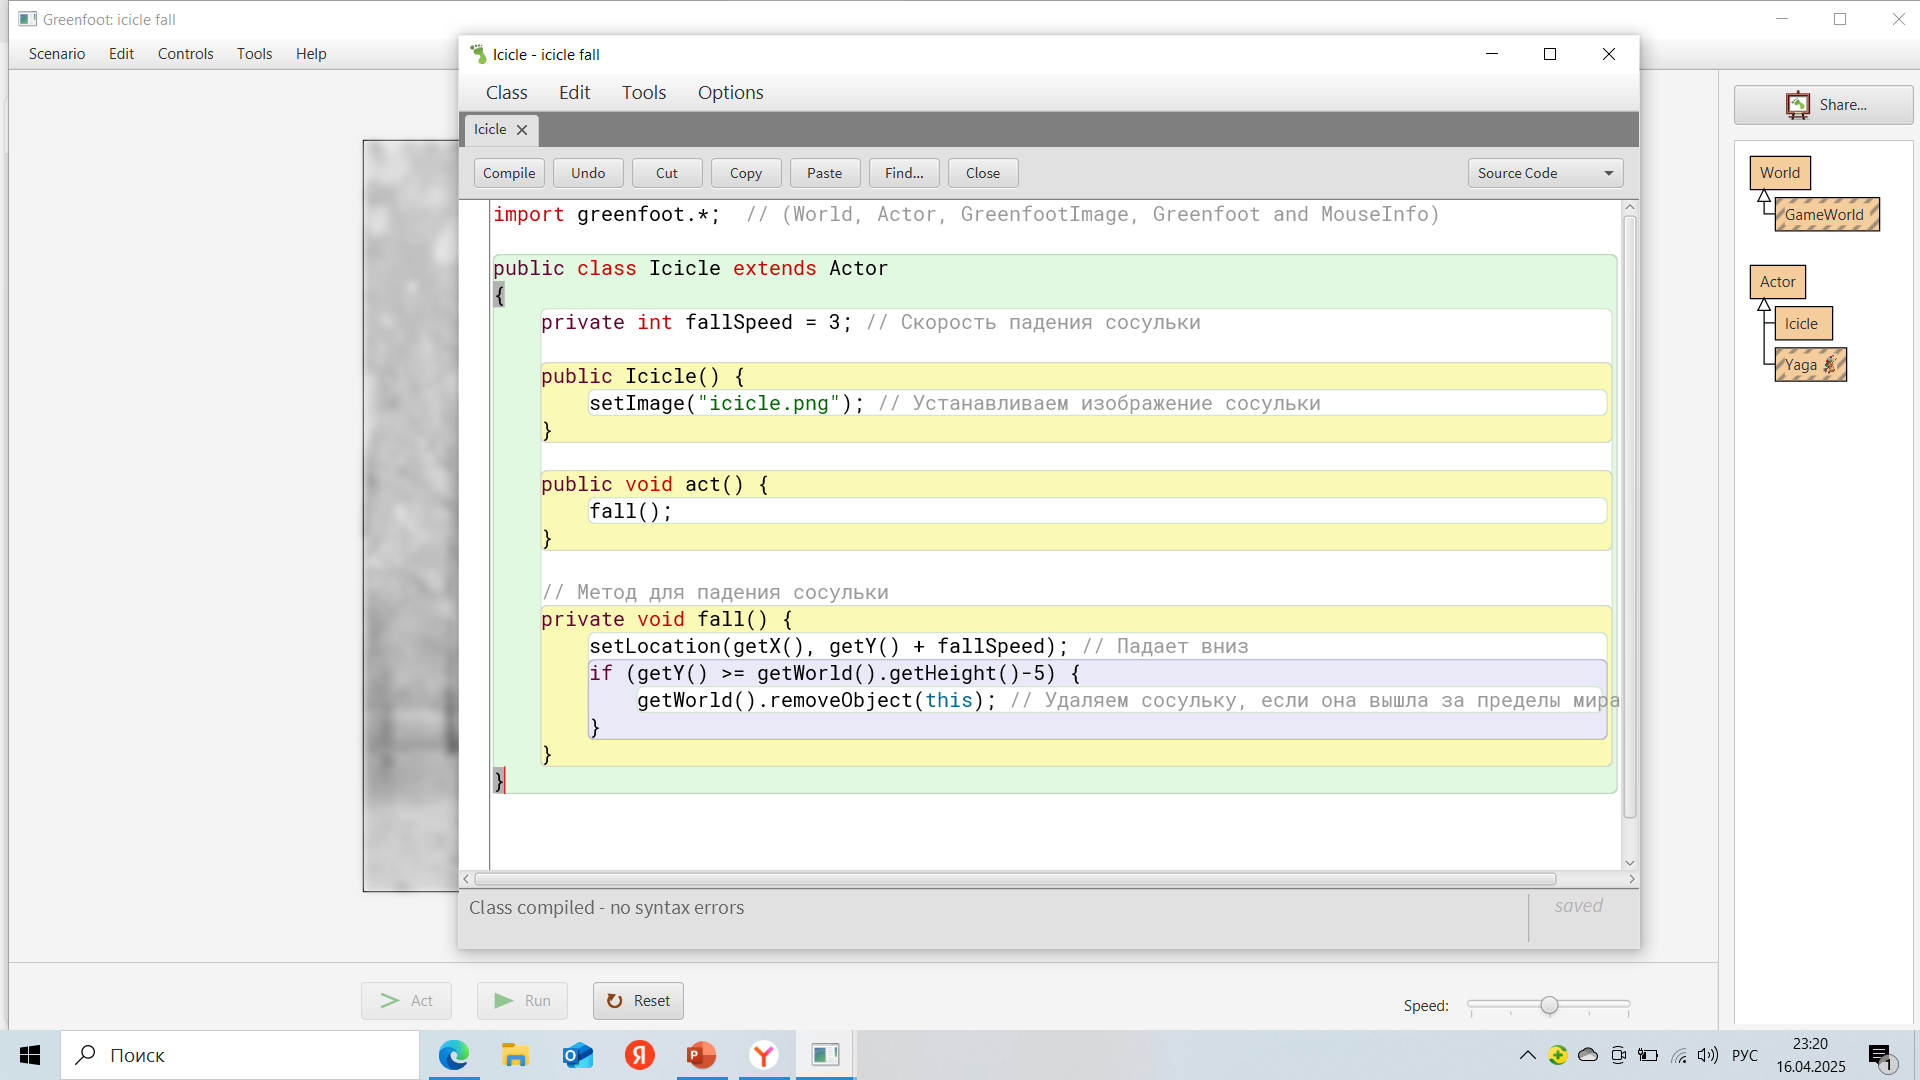 Greenfoot: icicle fall
Scenario Edit Controls Tools Help
Icicle - icicle fall
Class Edit Tools Options
Icicle
Compile Undo Cut Copy Paste Find... Close Source Code
import greenfoot.*;  // (World, Actor, GreenfootImage, Greenfoot and MouseInfo)
public class Icicle extends Actor
{
private int fallSpeed = 3; // Скорость падения сосульки
public Icicle() {
setImage("icicle.png"); // Устанавливаем изображение сосульки
}
public void act() {
fall();
}
// Метод для падения сосульки
private void fall() {
setLocation(getX(), getY() + fallSpeed); // Падает вниз
if (getY() >= getWorld().getHeight()-5) {
getWorld().removeObject(this); // Удаляем сосульку, если она вышла за пределы мира
}
}
}
Class compiled - no syntax errors
saved
Share...
World
GameWorld
Actor
Icicle
Yaga
Act Run Reset Speed:
Поиск
РУС
23:20
16.04.2025
1